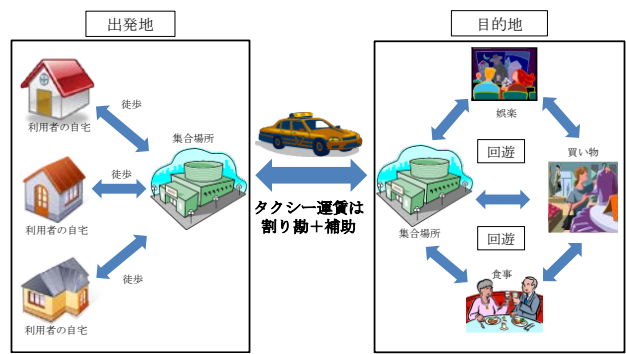 出発地
目的地
徒歩
利用者の自宅
集合場所
徒歩
利用者の自宅
徒歩
利用者の自宅
タクシー運賃は
割り勘＋補助
娯楽
回遊
買い物
集合場所
回遊
食事